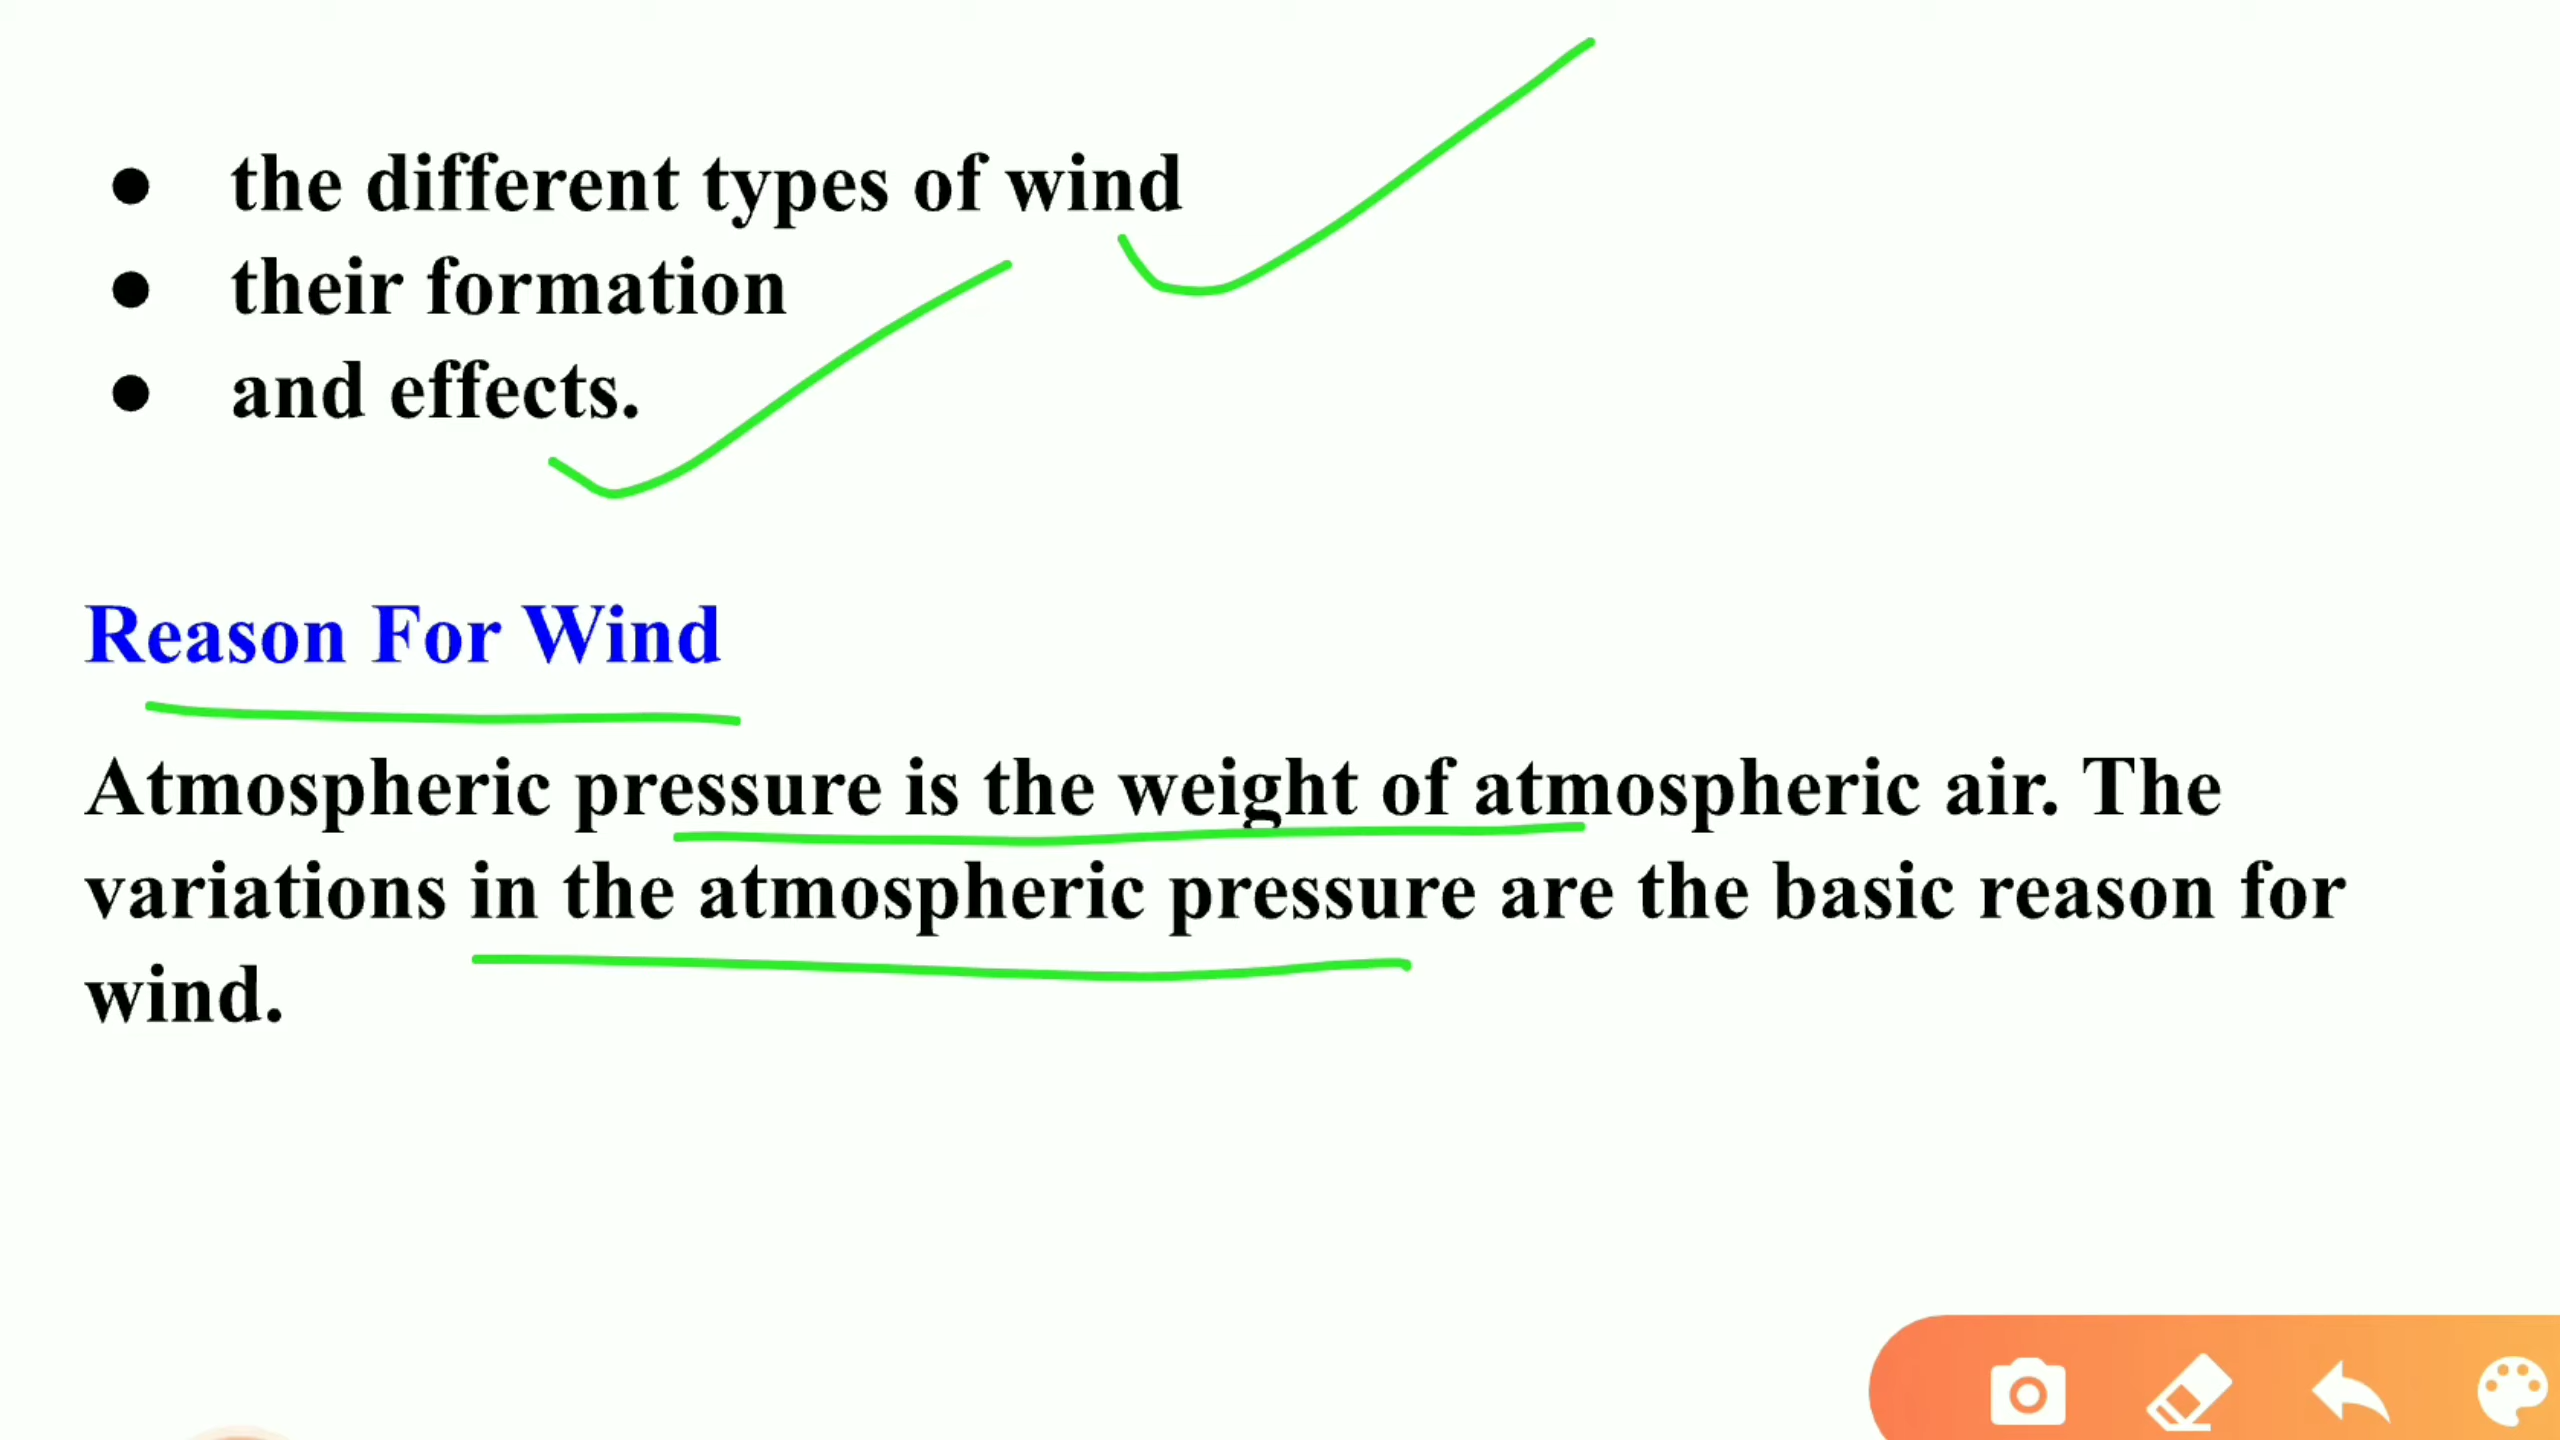 ● the different types of wind
● their formation
● and effects.
Reason For Wind
Atmospheric pressure is the weight of atmospheric air. The
variations in the atmospheric pressure are the basic reason for
wind.